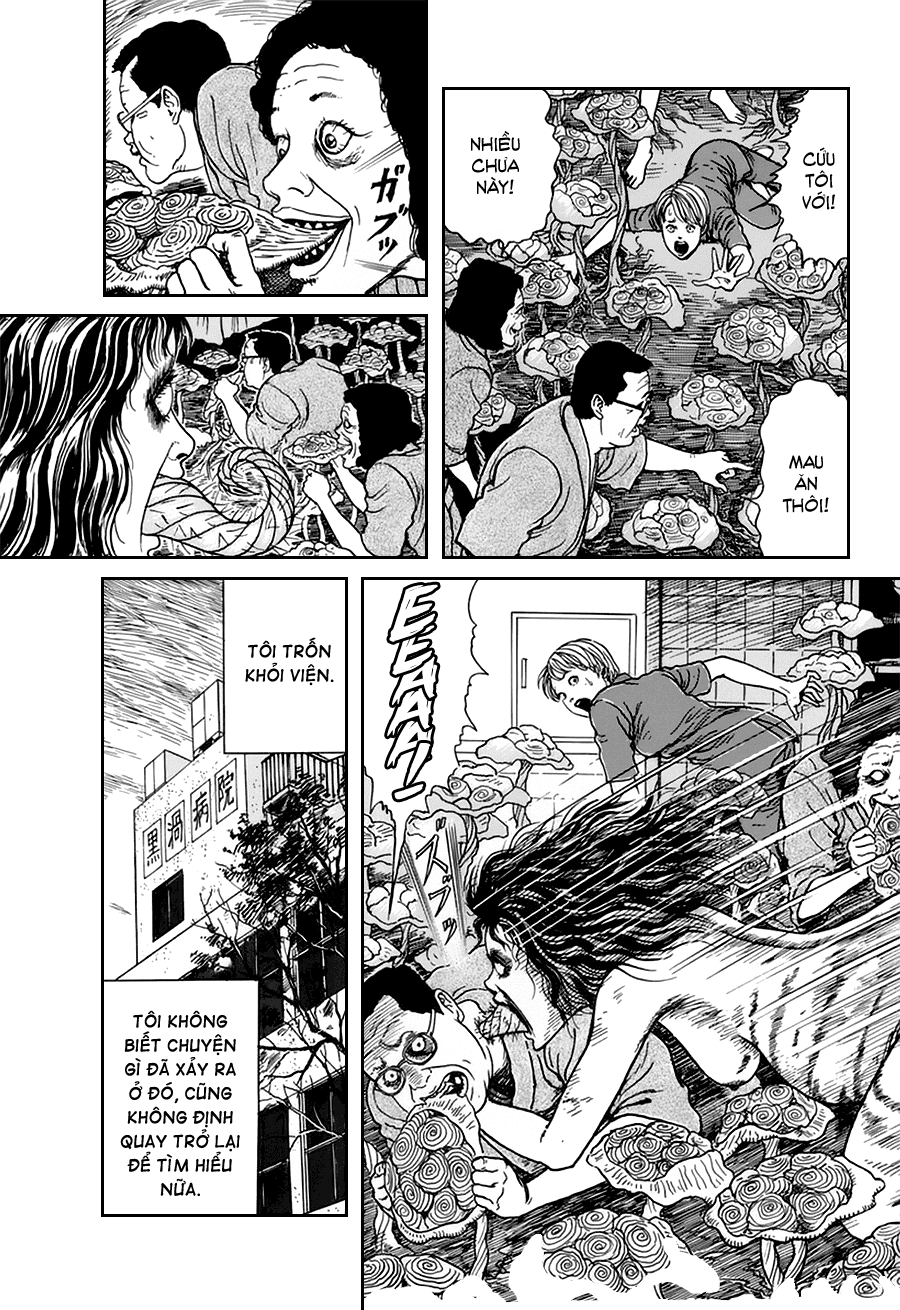 CỨU
TÔI
VỚI!
NHIỀU
CHƯA
NÀY!
MAU
ĂN
THÔI!
ガブッ
EEAAA!
ズブッ
TÔI TRỐN
KHỎI VIỆN.
黒渦病院
TÔI KHÔNG
BIẾT CHUYỆN
GÌ ĐÃ XẢY RA
Ở ĐÓ, CŨNG
KHÔNG ĐỊNH
QUAY TRỞ LẠI
ĐỂ TÌM HIỂU
NỮA.